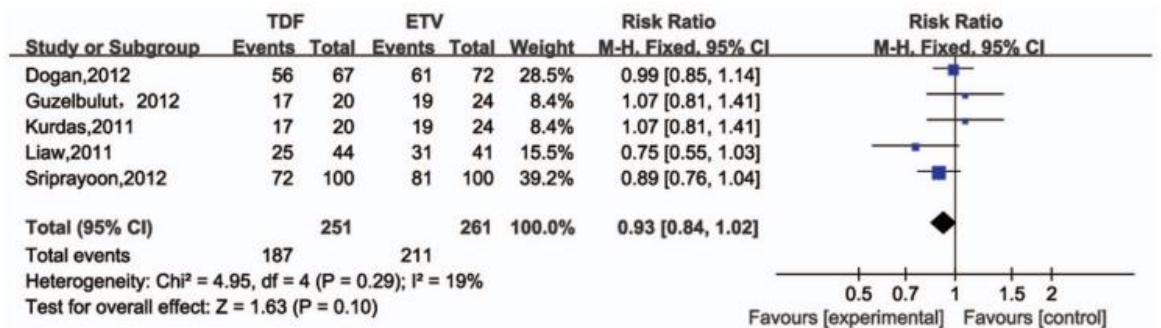 TDF ETV Risk Ratio Risk Ratio
Study or Subgroup Events Total Events Total Weight M-H, Fixed, 95% CI M-H, Fixed, 95% CI
Dogan,2012 56 67 61 72 28.5% 0.99 [0.85, 1.14]
Guzelbulut, 2012 17 20 19 24 8.4% 1.07 [0.81, 1.41]
Kurdas,2011 17 20 19 24 8.4% 1.07 [0.81, 1.41]
Liaw,2011 25 44 31 41 15.5% 0.75 [0.55, 1.03]
Sriprayoon,2012 72 100 81 100 39.2% 0.89 [0.76, 1.04]
Total (95% CI) 251 261 100.0% 0.93 [0.84, 1.02]
Total events 187 211
Heterogeneity: Chi² = 4.95, df = 4 (P = 0.29); I² = 19%
Test for overall effect: Z = 1.63 (P = 0.10)
0.5 0.7 1 1.5 2
Favours [experimental] Favours [control]